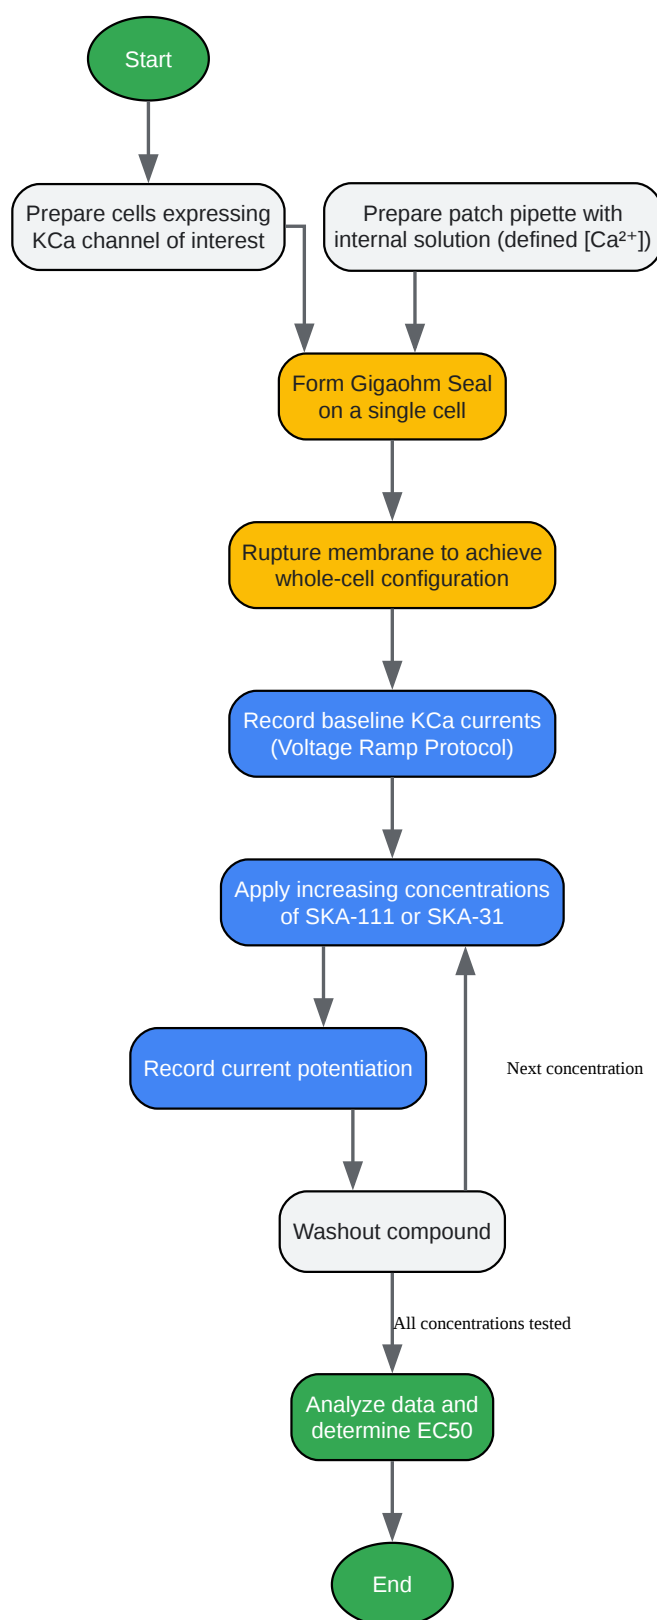 Start
Prepare cells expressing
KCa channel of interest
Prepare patch pipette with
internal solution (defined [Ca²⁺])
Form Gigaohm Seal
on a single cell
Rupture membrane to achieve
whole-cell configuration
Record baseline KCa currents
(Voltage Ramp Protocol)
Apply increasing concentrations
of SKA-111 or SKA-31
Record current potentiation
Next concentration
Washout compound
All concentrations tested
Analyze data and
determine EC50
End